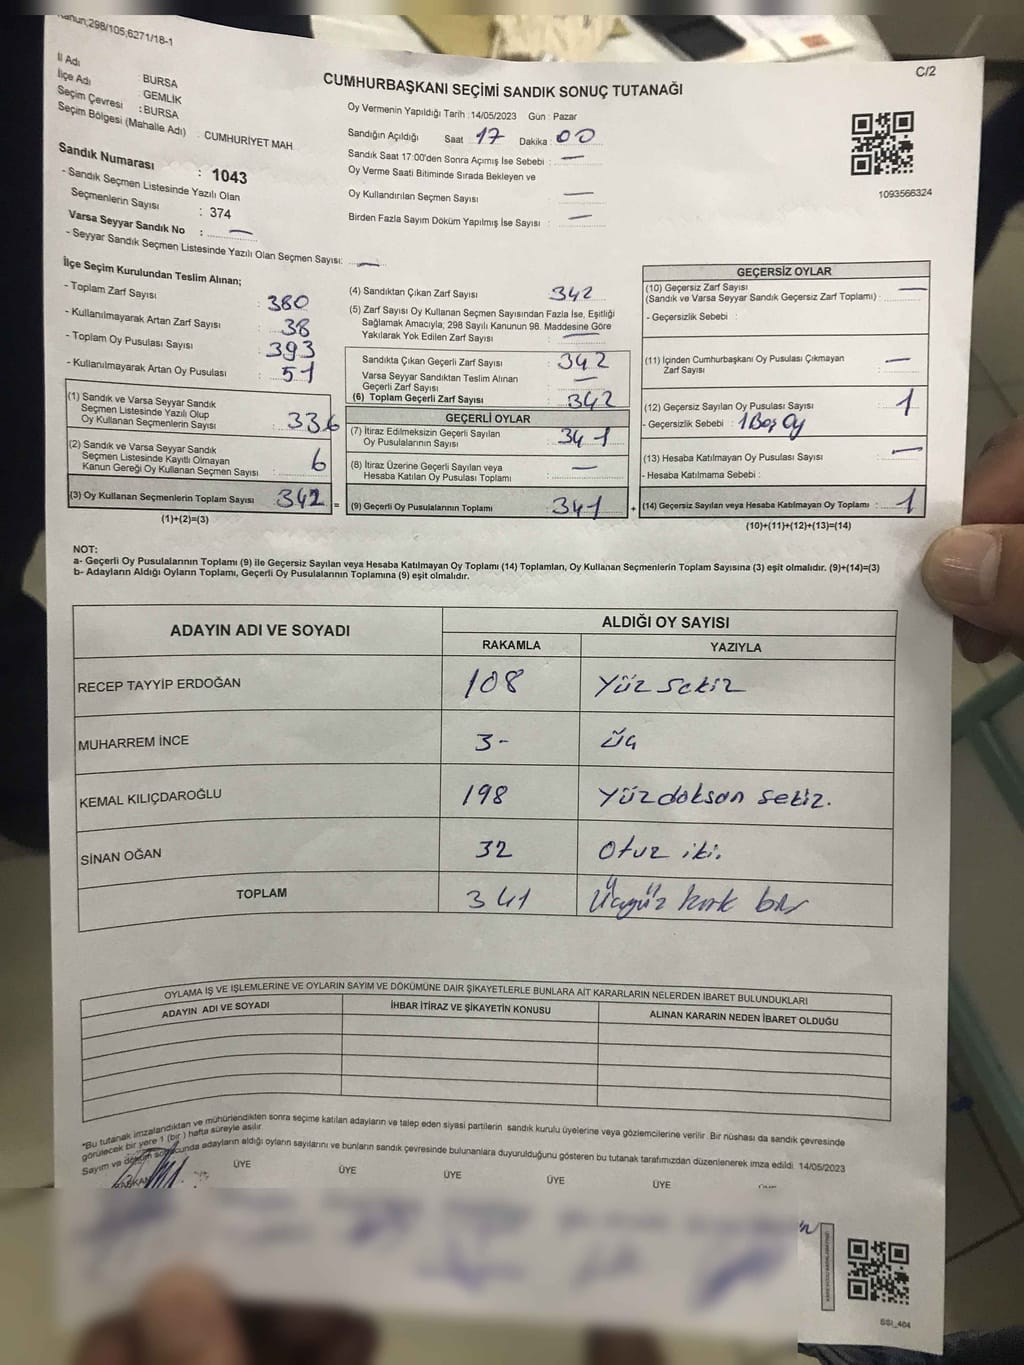 Kanun;298/105;6271/18-1
C/2
İl Adı : BURSA
İlçe Adı : GEMLİK
Seçim Çevresi : BURSA
Seçim Bölgesi (Mahalle Adı) : CUMHURİYET MAH
Sandık Numarası : 1043
- Sandık Seçmen Listesinde Yazılı Olan
Seçmenlerin Sayısı : 374
Varsa Seyyar Sandık No : —
- Seyyar Sandık Seçmen Listesinde Yazılı Olan Seçmen Sayısı: —
CUMHURBAŞKANI SEÇİMİ SANDIK SONUÇ TUTANAĞI
Oy Vermenin Yapıldığı Tarih : 14/05/2023 Gün : Pazar
Sandığın Açıldığı Saat 17 Dakika : 00
Sandık Saat 17:00'den Sonra Açımış İse Sebebi : —
Oy Verme Saati Bitiminde Sırada Bekleyen ve
Oy Kullandırılan Seçmen Sayısı —
Birden Fazla Sayım Döküm Yapılmış İse Sayısı : —
1093566324
İlçe Seçim Kurulundan Teslim Alınan;
- Toplam Zarf Sayısı : 380
- Kullanılmayarak Artan Zarf Sayısı : 38
- Toplam Oy Pusulası Sayısı : 393
- Kullanılmayarak Artan Oy Pusulası : 51
(1) Sandık ve Varsa Seyyar Sandık
Seçmen Listesinde Yazılı Olup
Oy Kullanan Seçmenlerin Sayısı : 336
(2) Sandık ve Varsa Seyyar Sandık
Seçmen Listesinde Kayıtlı Olmayan
Kanun Gereği Oy Kullanan Seçmen Sayısı : 6
(3) Oy Kullanan Seçmenlerin Toplam Sayısı : 342 =
(1)+(2)=(3)
(4) Sandıktan Çıkan Zarf Sayısı : 342
(5) Zarf Sayısı Oy Kullanan Seçmen Sayısından Fazla İse, Eşitliği
Sağlamak Amacıyla; 298 Sayılı Kanunun 98. Maddesine Göre
Yakılarak Yok Edilen Zarf Sayısı : —
Sandıkta Çıkan Geçerli Zarf Sayısı : 342
Varsa Seyyar Sandıktan Teslim Alınan
Geçerli Zarf Sayısı : —
(6) Toplam Geçerli Zarf Sayısı : 342
GEÇERLİ OYLAR
(7) İtiraz Edilmeksizin Geçerli Sayılan
Oy Pusulalarının Sayısı : 341
(8) İtiraz Üzerine Geçerli Sayılan veya
Hesaba Katılan Oy Pusulası Toplamı : —
(9) Geçerli Oy Pusulalarının Toplamı : 341 +
GEÇERSİZ OYLAR
(10) Geçersiz Zarf Sayısı —
(Sandık ve Varsa Seyyar Sandık Geçersiz Zarf Toplamı) :
- Geçersizlik Sebebi :
(11) İçinden Cumhurbaşkanı Oy Pusulası Çıkmayan
Zarf Sayısı : —
(12) Geçersiz Sayılan Oy Pusulası Sayısı : 1
- Geçersizlik Sebebi : 1 Boş Oy
(13) Hesaba Katılmayan Oy Pusulası Sayısı : —
- Hesaba Katılmama Sebebi :
(14) Geçersiz Sayılan veya Hesaba Katılmayan Oy Toplamı : 1
(10)+(11)+(12)+(13)=(14)
NOT:
a- Geçerli Oy Pusulalarının Toplamı (9) ile Geçersiz Sayılan veya Hesaba Katılmayan Oy Toplamı (14) Toplamları, Oy Kullanan Seçmenlerin Toplam Sayısına (3) eşit olmalıdır. (9)+(14)=(3)
b- Adayların Aldığı Oyların Toplamı, Geçerli Oy Pusulalarının Toplamına (9) eşit olmalıdır.
ADAYIN ADI VE SOYADI ALDIĞI OY SAYISI
RAKAMLA YAZIYLA
RECEP TAYYİP ERDOĞAN 108 Yüz sekiz
MUHARREM İNCE 3- Üç
KEMAL KILIÇDAROĞLU 198 Yüzdoksan sekiz.
SİNAN OĞAN 32 Otuz iki.
TOPLAM 341 Üçyüz kırk bir
OYLAMA İŞ VE İŞLEMLERİNE VE OYLARIN SAYIM VE DÖKÜMÜNE DAİR ŞİKAYETLERLE BUNLARA AİT KARARLARIN NELERDEN İBARET BULUNDUKLARI
ADAYIN ADI VE SOYADI İHBAR İTİRAZ VE ŞİKAYETİN KONUSU ALINAN KARARIN NEDEN İBARET OLDUĞU
*Bu tutanak imzalandıktan ve mühürlendikten sonra seçime katılan adayların ve talep eden siyasi partilerin sandık kurulu üyelerine veya gözlemcilerine verilir. Bir nüshası da sandık çevresinde
görülecek bir yere 1 (bir) hafta süreyle asılır.
Sayım ve döküm sonucunda adayların aldığı oyların sayılarını ve bunların sandık çevresinde bulunanlara duyurulduğunu gösteren bu tutanak tarafımızdan düzenlenerek imza edildi. 14/05/2023
BAŞKAN ÜYE ÜYE ÜYE ÜYE ÜYE
SSI_404